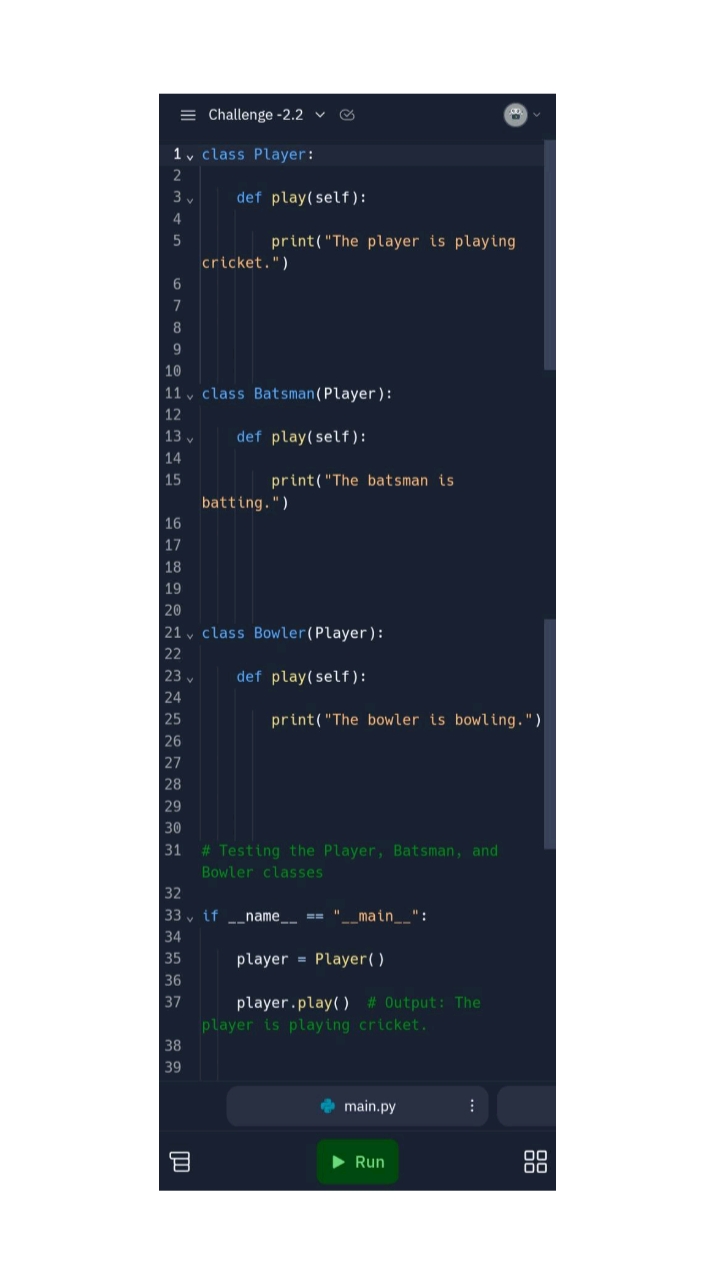 Challenge -2.2
1 class Player:
2
3 def play(self):
4
5 print("The player is playing
cricket.")
6
7
8
9
10
11 class Batsman(Player):
12
13 def play(self):
14
15 print("The batsman is
batting.")
16
17
18
19
20
21 class Bowler(Player):
22
23 def play(self):
24
25 print("The bowler is bowling.")
26
27
28
29
30
31 # Testing the Player, Batsman, and
Bowler classes
32
33 if __name__ == "__main__":
34
35 player = Player()
36
37 player.play()  # Output: The
player is playing cricket.
38
39
main.py
Run